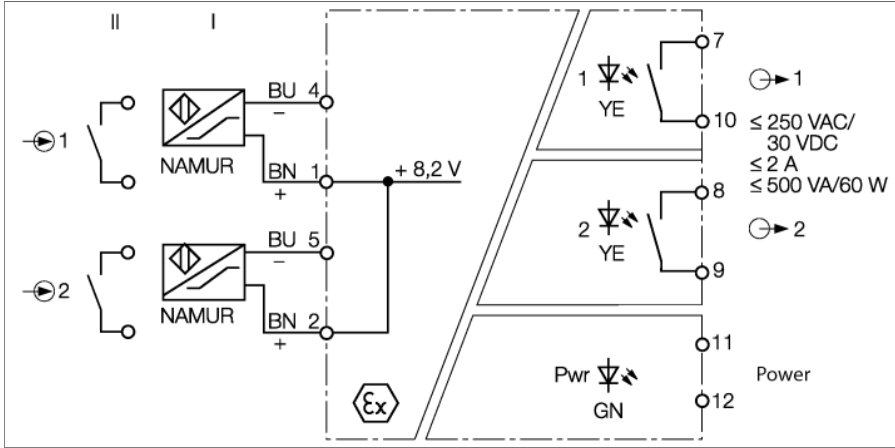 II
I
BU 4
–
1
NAMUR
BN 1
+
+ 8,2 V
BU 5
–
2
NAMUR
BN 2
+
Ex
1
YE
7
10
1
≤ 250 VAC/
30 VDC
≤ 2 A
≤ 500 VA/60 W
2
YE
8
9
2
Pwr
GN
11
12
Power